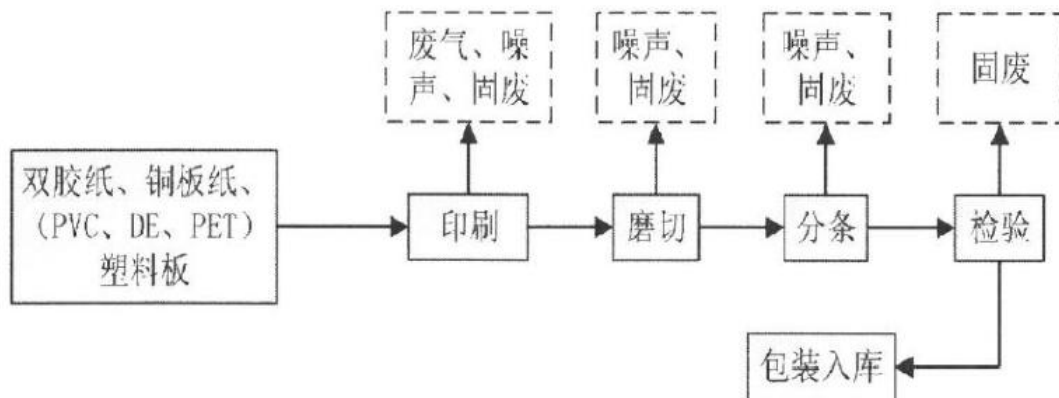 废气、噪
声、固废
噪声、
固废
噪声、
固废
固废
双胶纸、铜板纸、
(PVC、DE、PET)
塑料板
印刷
磨切
分条
检验
包装入库